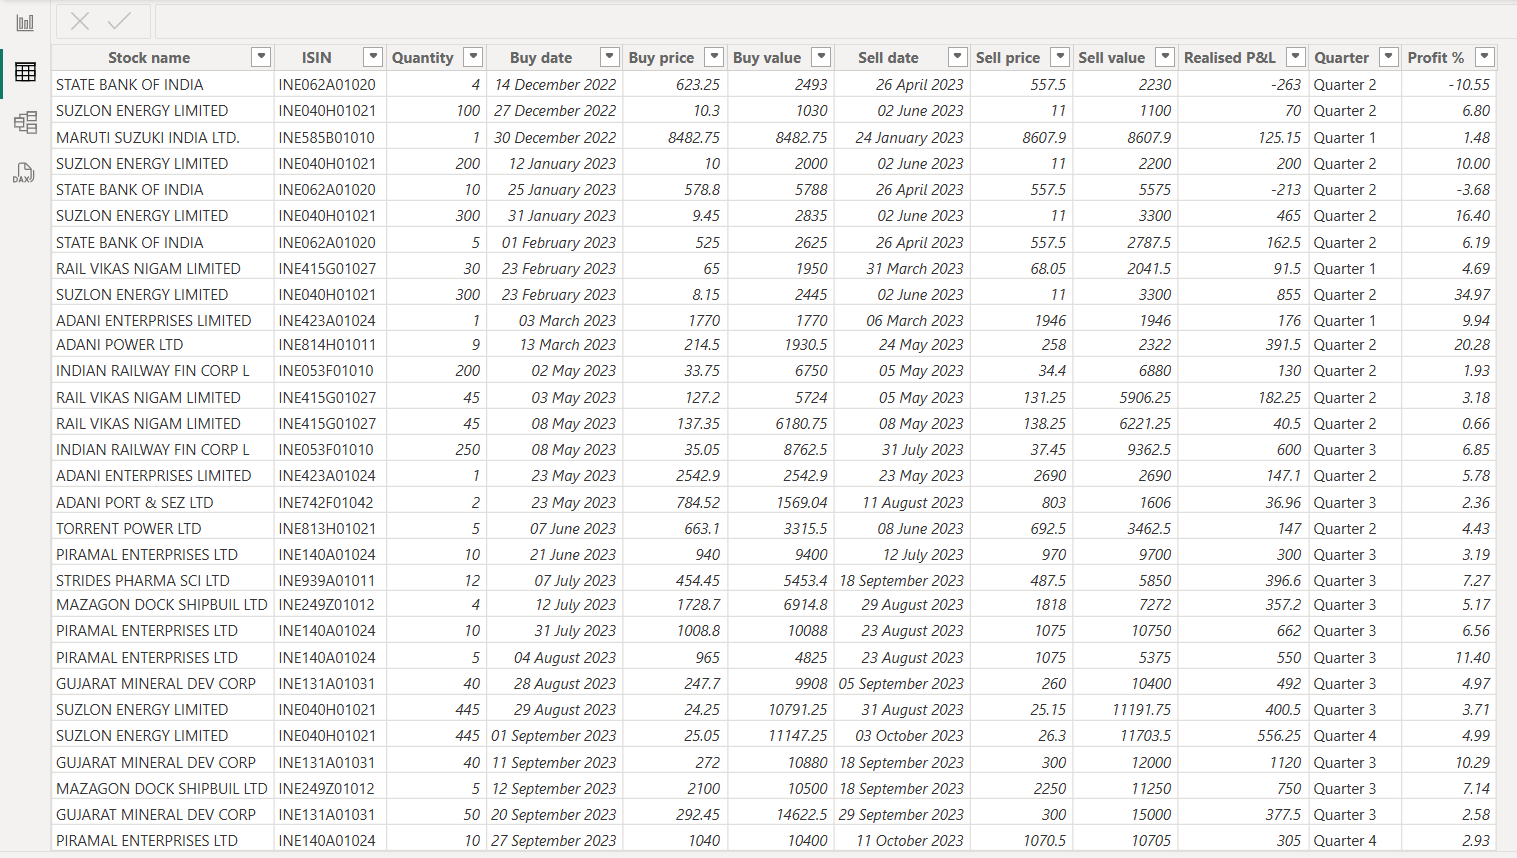 Stock name ISIN Quantity Buy date Buy price Buy value Sell date Sell price Sell value Realised P&L Quarter Profit %
STATE BANK OF INDIA INE062A01020 4 14 December 2022 623.25 2493 26 April 2023 557.5 2230 -263 Quarter 2 -10.55
SUZLON ENERGY LIMITED INE040H01021 100 27 December 2022 10.3 1030 02 June 2023 11 1100 70 Quarter 2 6.80
MARUTI SUZUKI INDIA LTD. INE585B01010 1 30 December 2022 8482.75 8482.75 24 January 2023 8607.9 8607.9 125.15 Quarter 1 1.48
SUZLON ENERGY LIMITED INE040H01021 200 12 January 2023 10 2000 02 June 2023 11 2200 200 Quarter 2 10.00
STATE BANK OF INDIA INE062A01020 10 25 January 2023 578.8 5788 26 April 2023 557.5 5575 -213 Quarter 2 -3.68
SUZLON ENERGY LIMITED INE040H01021 300 31 January 2023 9.45 2835 02 June 2023 11 3300 465 Quarter 2 16.40
STATE BANK OF INDIA INE062A01020 5 01 February 2023 525 2625 26 April 2023 557.5 2787.5 162.5 Quarter 2 6.19
RAIL VIKAS NIGAM LIMITED INE415G01027 30 23 February 2023 65 1950 31 March 2023 68.05 2041.5 91.5 Quarter 1 4.69
SUZLON ENERGY LIMITED INE040H01021 300 23 February 2023 8.15 2445 02 June 2023 11 3300 855 Quarter 2 34.97
ADANI ENTERPRISES LIMITED INE423A01024 1 03 March 2023 1770 1770 06 March 2023 1946 1946 176 Quarter 1 9.94
ADANI POWER LTD INE814H01011 9 13 March 2023 214.5 1930.5 24 May 2023 258 2322 391.5 Quarter 2 20.28
INDIAN RAILWAY FIN CORP L INE053F01010 200 02 May 2023 33.75 6750 05 May 2023 34.4 6880 130 Quarter 2 1.93
RAIL VIKAS NIGAM LIMITED INE415G01027 45 03 May 2023 127.2 5724 05 May 2023 131.25 5906.25 182.25 Quarter 2 3.18
RAIL VIKAS NIGAM LIMITED INE415G01027 45 08 May 2023 137.35 6180.75 08 May 2023 138.25 6221.25 40.5 Quarter 2 0.66
INDIAN RAILWAY FIN CORP L INE053F01010 250 08 May 2023 35.05 8762.5 31 July 2023 37.45 9362.5 600 Quarter 3 6.85
ADANI ENTERPRISES LIMITED INE423A01024 1 23 May 2023 2542.9 2542.9 23 May 2023 2690 2690 147.1 Quarter 2 5.78
ADANI PORT & SEZ LTD INE742F01042 2 23 May 2023 784.52 1569.04 11 August 2023 803 1606 36.96 Quarter 3 2.36
TORRENT POWER LTD INE813H01021 5 07 June 2023 663.1 3315.5 08 June 2023 692.5 3462.5 147 Quarter 2 4.43
PIRAMAL ENTERPRISES LTD INE140A01024 10 21 June 2023 940 9400 12 July 2023 970 9700 300 Quarter 3 3.19
STRIDES PHARMA SCI LTD INE939A01011 12 07 July 2023 454.45 5453.4 18 September 2023 487.5 5850 396.6 Quarter 3 7.27
MAZAGON DOCK SHIPBUIL LTD INE249Z01012 4 12 July 2023 1728.7 6914.8 29 August 2023 1818 7272 357.2 Quarter 3 5.17
PIRAMAL ENTERPRISES LTD INE140A01024 10 31 July 2023 1008.8 10088 23 August 2023 1075 10750 662 Quarter 3 6.56
PIRAMAL ENTERPRISES LTD INE140A01024 5 04 August 2023 965 4825 23 August 2023 1075 5375 550 Quarter 3 11.40
GUJARAT MINERAL DEV CORP INE131A01031 40 28 August 2023 247.7 9908 05 September 2023 260 10400 492 Quarter 3 4.97
SUZLON ENERGY LIMITED INE040H01021 445 29 August 2023 24.25 10791.25 31 August 2023 25.15 11191.75 400.5 Quarter 3 3.71
SUZLON ENERGY LIMITED INE040H01021 445 01 September 2023 25.05 11147.25 03 October 2023 26.3 11703.5 556.25 Quarter 4 4.99
GUJARAT MINERAL DEV CORP INE131A01031 40 11 September 2023 272 10880 18 September 2023 300 12000 1120 Quarter 3 10.29
MAZAGON DOCK SHIPBUIL LTD INE249Z01012 5 12 September 2023 2100 10500 18 September 2023 2250 11250 750 Quarter 3 7.14
GUJARAT MINERAL DEV CORP INE131A01031 50 20 September 2023 292.45 14622.5 29 September 2023 300 15000 377.5 Quarter 3 2.58
PIRAMAL ENTERPRISES LTD INE140A01024 10 27 September 2023 1040 10400 11 October 2023 1070.5 10705 305 Quarter 4 2.93
DAX